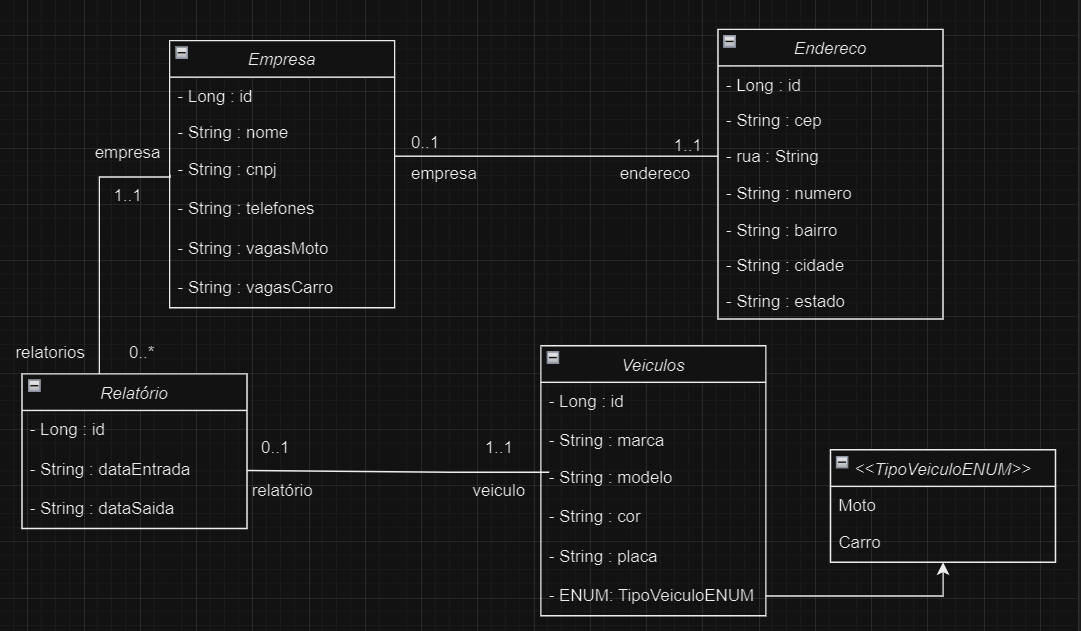 Empresa
- Long : id
- String : nome
- String : cnpj
- String : telefones
- String : vagasMoto
- String : vagasCarro
0..1
1..1
empresa
endereco
Endereco
- Long : id
- String : cep
- rua : String
- String : numero
- String : bairro
- String : cidade
- String : estado
empresa
1..1
relatorios
0..*
Relatório
- Long : id
- String : dataEntrada
- String : dataSaida
0..1
1..1
relatório
veiculo
Veiculos
- Long : id
- String : marca
- String : modelo
- String : cor
- String : placa
- ENUM: TipoVeiculoENUM
<<TipoVeiculoENUM>>
Moto
Carro